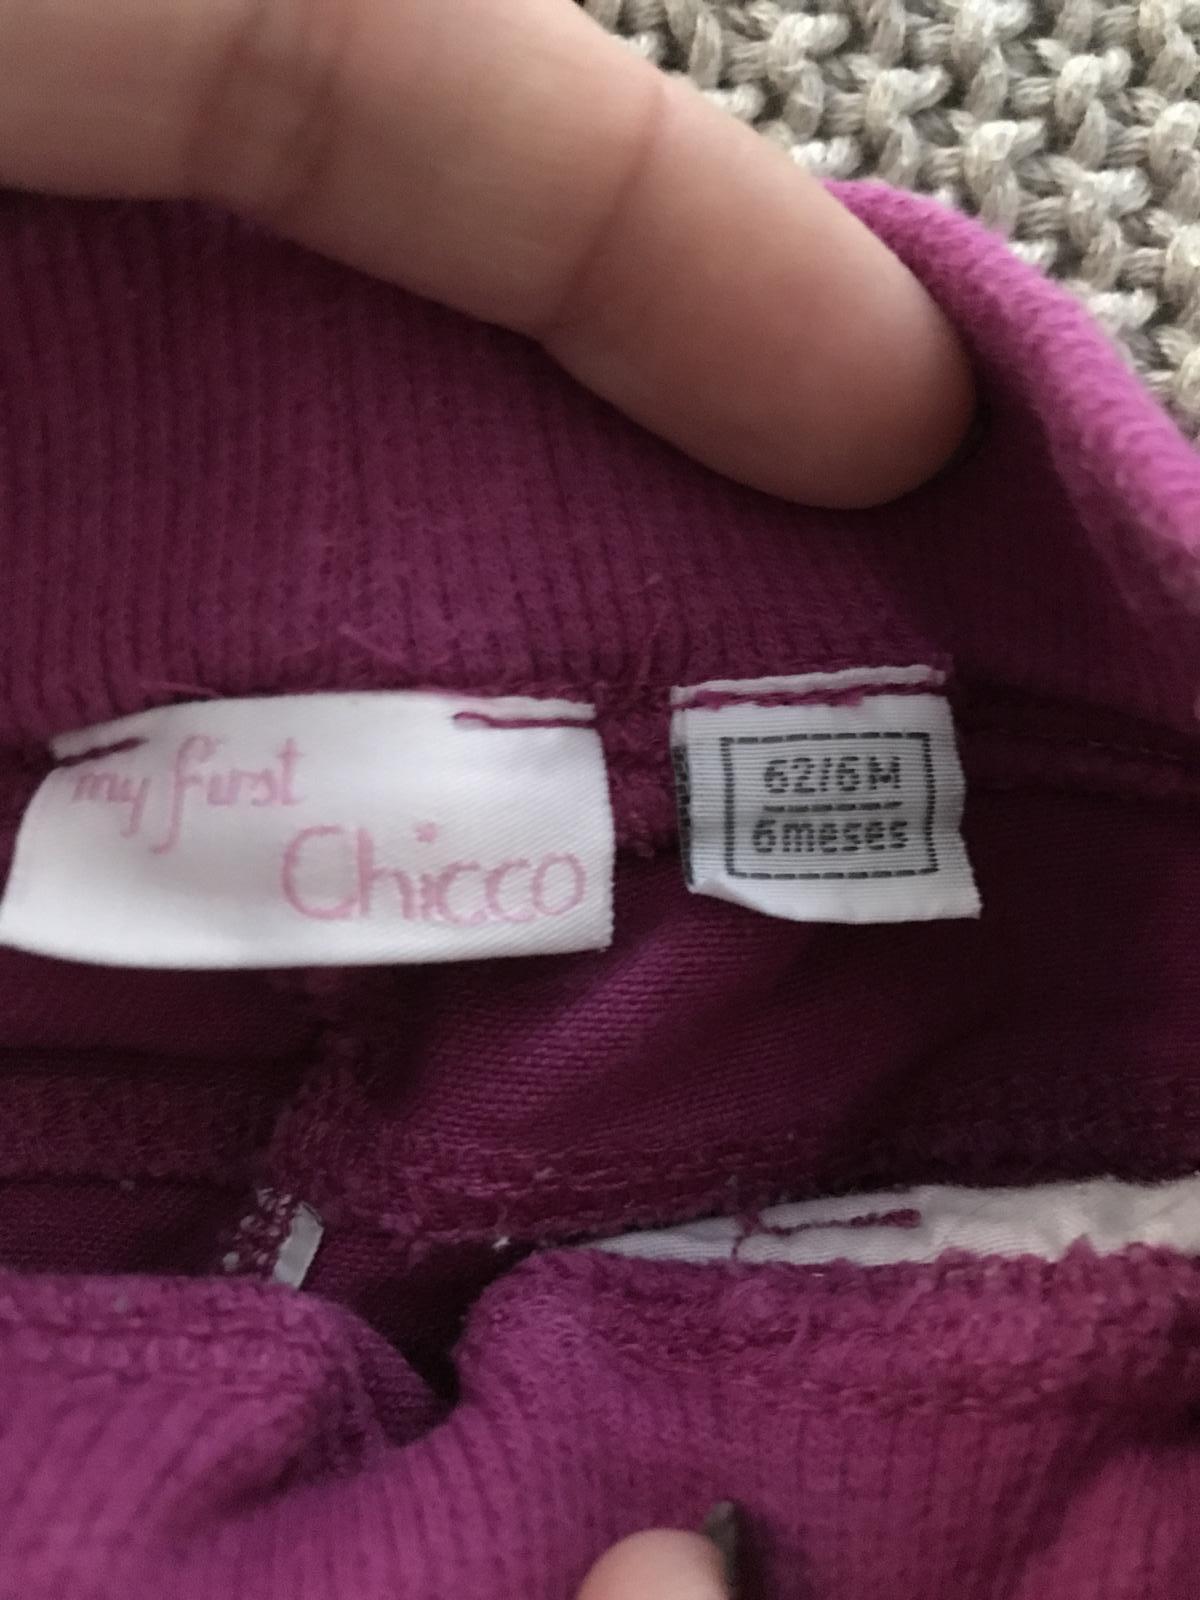 my first
Chicco
62/6M
6meses